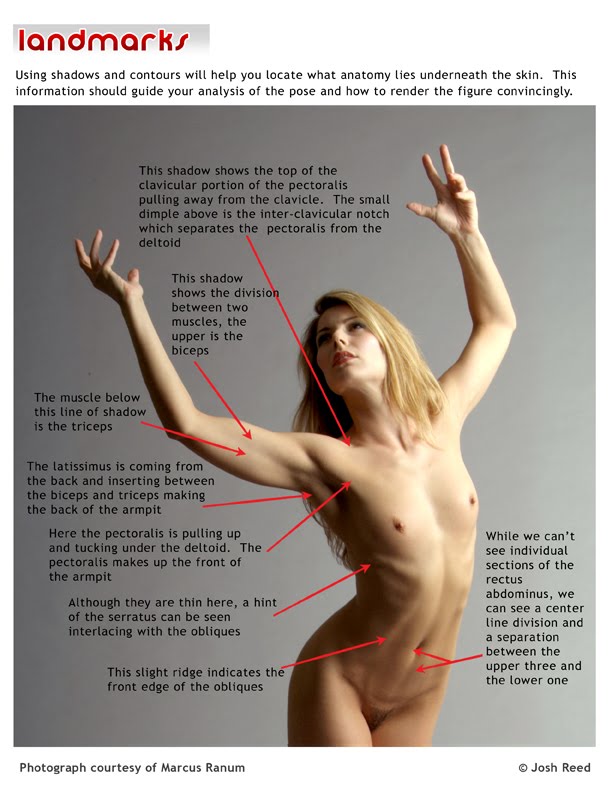 landmarks
Using shadows and contours will help you locate what anatomy lies underneath the skin. This
information should guide your analysis of the pose and how to render the figure convincingly.
This shadow shows the top of the
clavicular portion of the pectoralis
pulling away from the clavicle. The small
dimple above is the inter-clavicular notch
which separates the pectoralis from the
deltoid
This shadow
shows the division
between two
muscles, the
upper is the
biceps
The muscle below
this line of shadow
is the triceps
The latissimus is coming from
the back and inserting between
the biceps and triceps making
the back of the armpit
Here the pectoralis is pulling up
and tucking under the deltoid. The
pectoralis makes up the front of
the armpit
Although they are thin here, a hint
of the serratus can be seen
interlacing with the obliques
This slight ridge indicates the
front edge of the obliques
While we can't
see individual
sections of the
rectus
abdominus, we
can see a center
line division and
a separation
between the
upper three and
the lower one
Photograph courtesy of Marcus Ranum
© Josh Reed